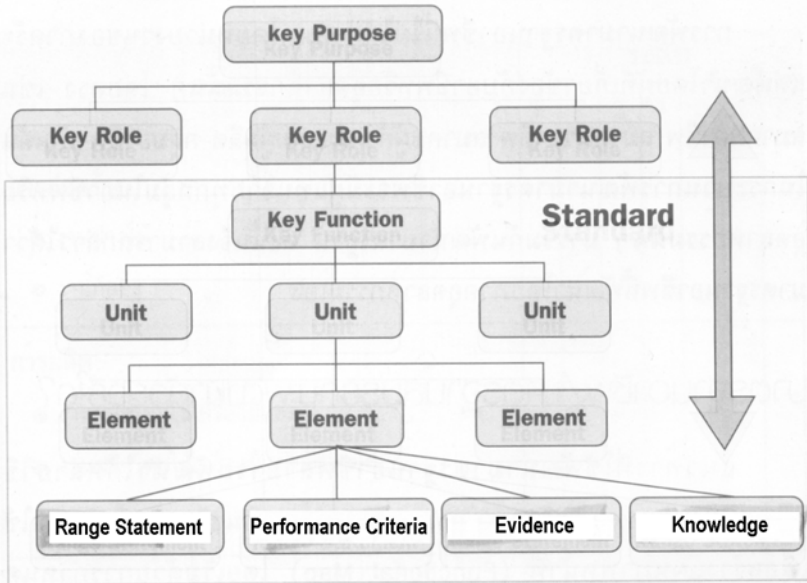 key Purpose
Key Role
Key Role
Key Role
Key Function
Standard
Unit
Unit
Unit
Element
Element
Element
Range Statement
Performance Criteria
Evidence
Knowledge